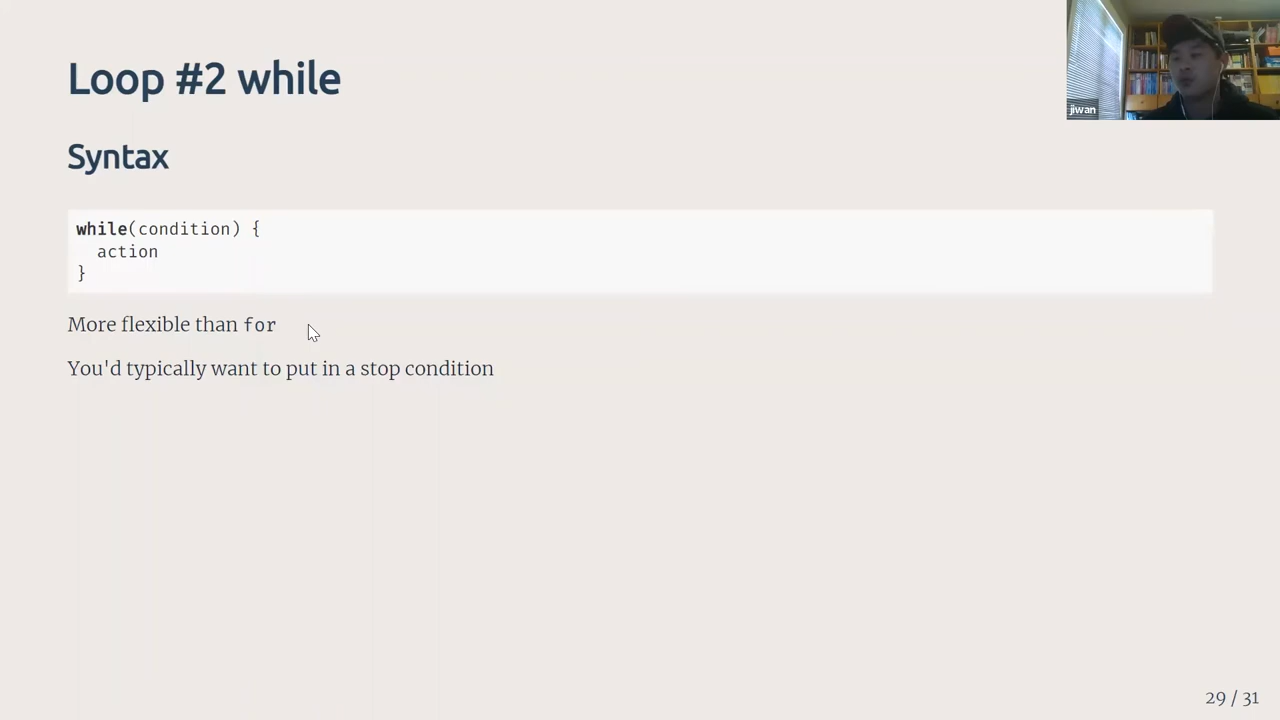 Loop #2 while
jiwan
Syntax
while(condition) {
  action
}
More flexible than for
You'd typically want to put in a stop condition
29 / 31